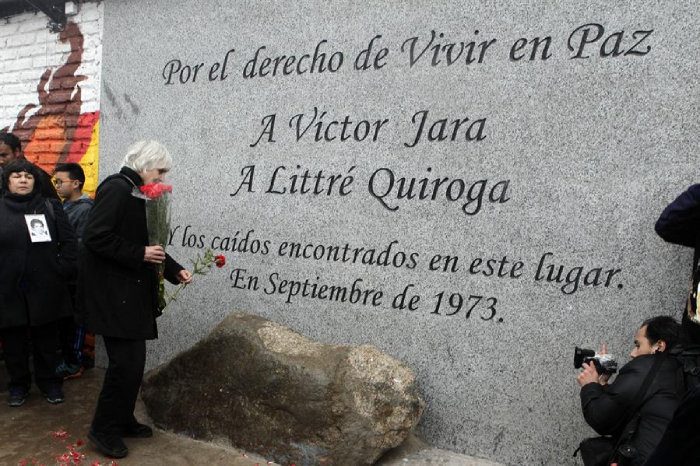 Por el derecho de Vivir en Paz
A Víctor Jara
A Littré Quiroga
Y los caídos encontrados en este lugar.
En Septiembre de 1973.